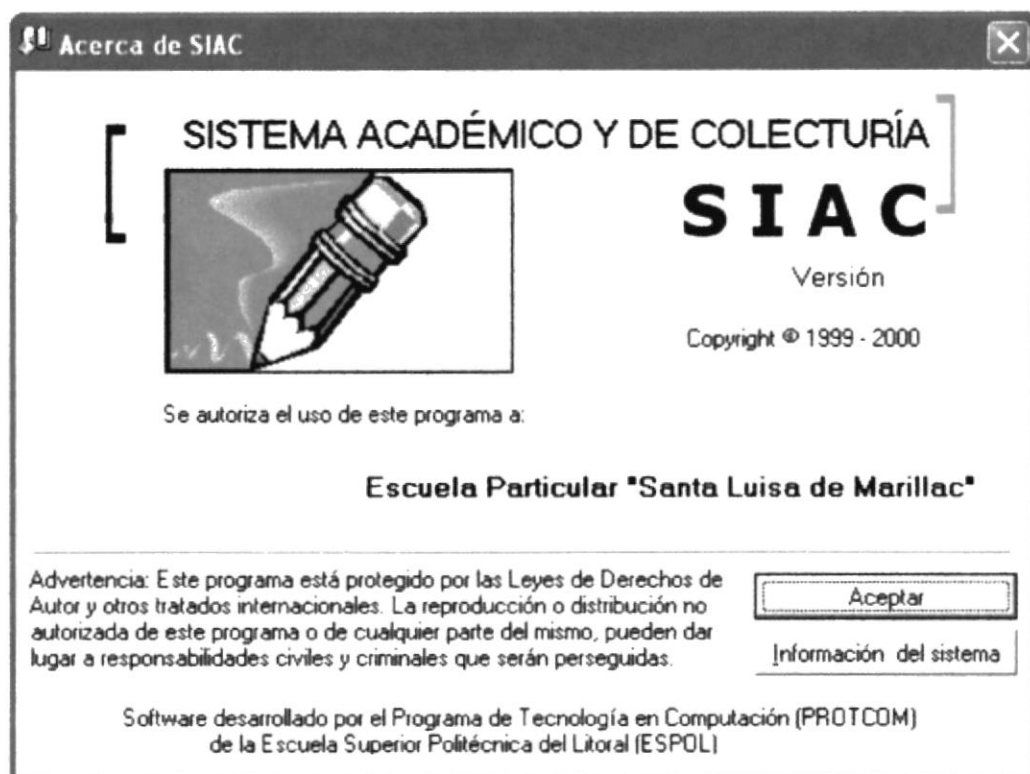 Acerca de SIAC
SISTEMA ACADÉMICO Y DE COLECTURÍA
SIAC
Versión
Copyright © 1999 - 2000
Se autoriza el uso de este programa a:
Escuela Particular "Santa Luisa de Marillac"
Advertencia: Este programa está protegido por las Leyes de Derechos de
Autor y otros tratados internacionales. La reproducción o distribución no
autorizada de este programa o de cualquier parte del mismo, pueden dar
lugar a responsabilidades civiles y criminales que serán perseguidas.
Aceptar
Información del sistema
Software desarrollado por el Programa de Tecnología en Computación (PROTCOM)
de la Escuela Superior Politécnica del Litoral (ESPOL)